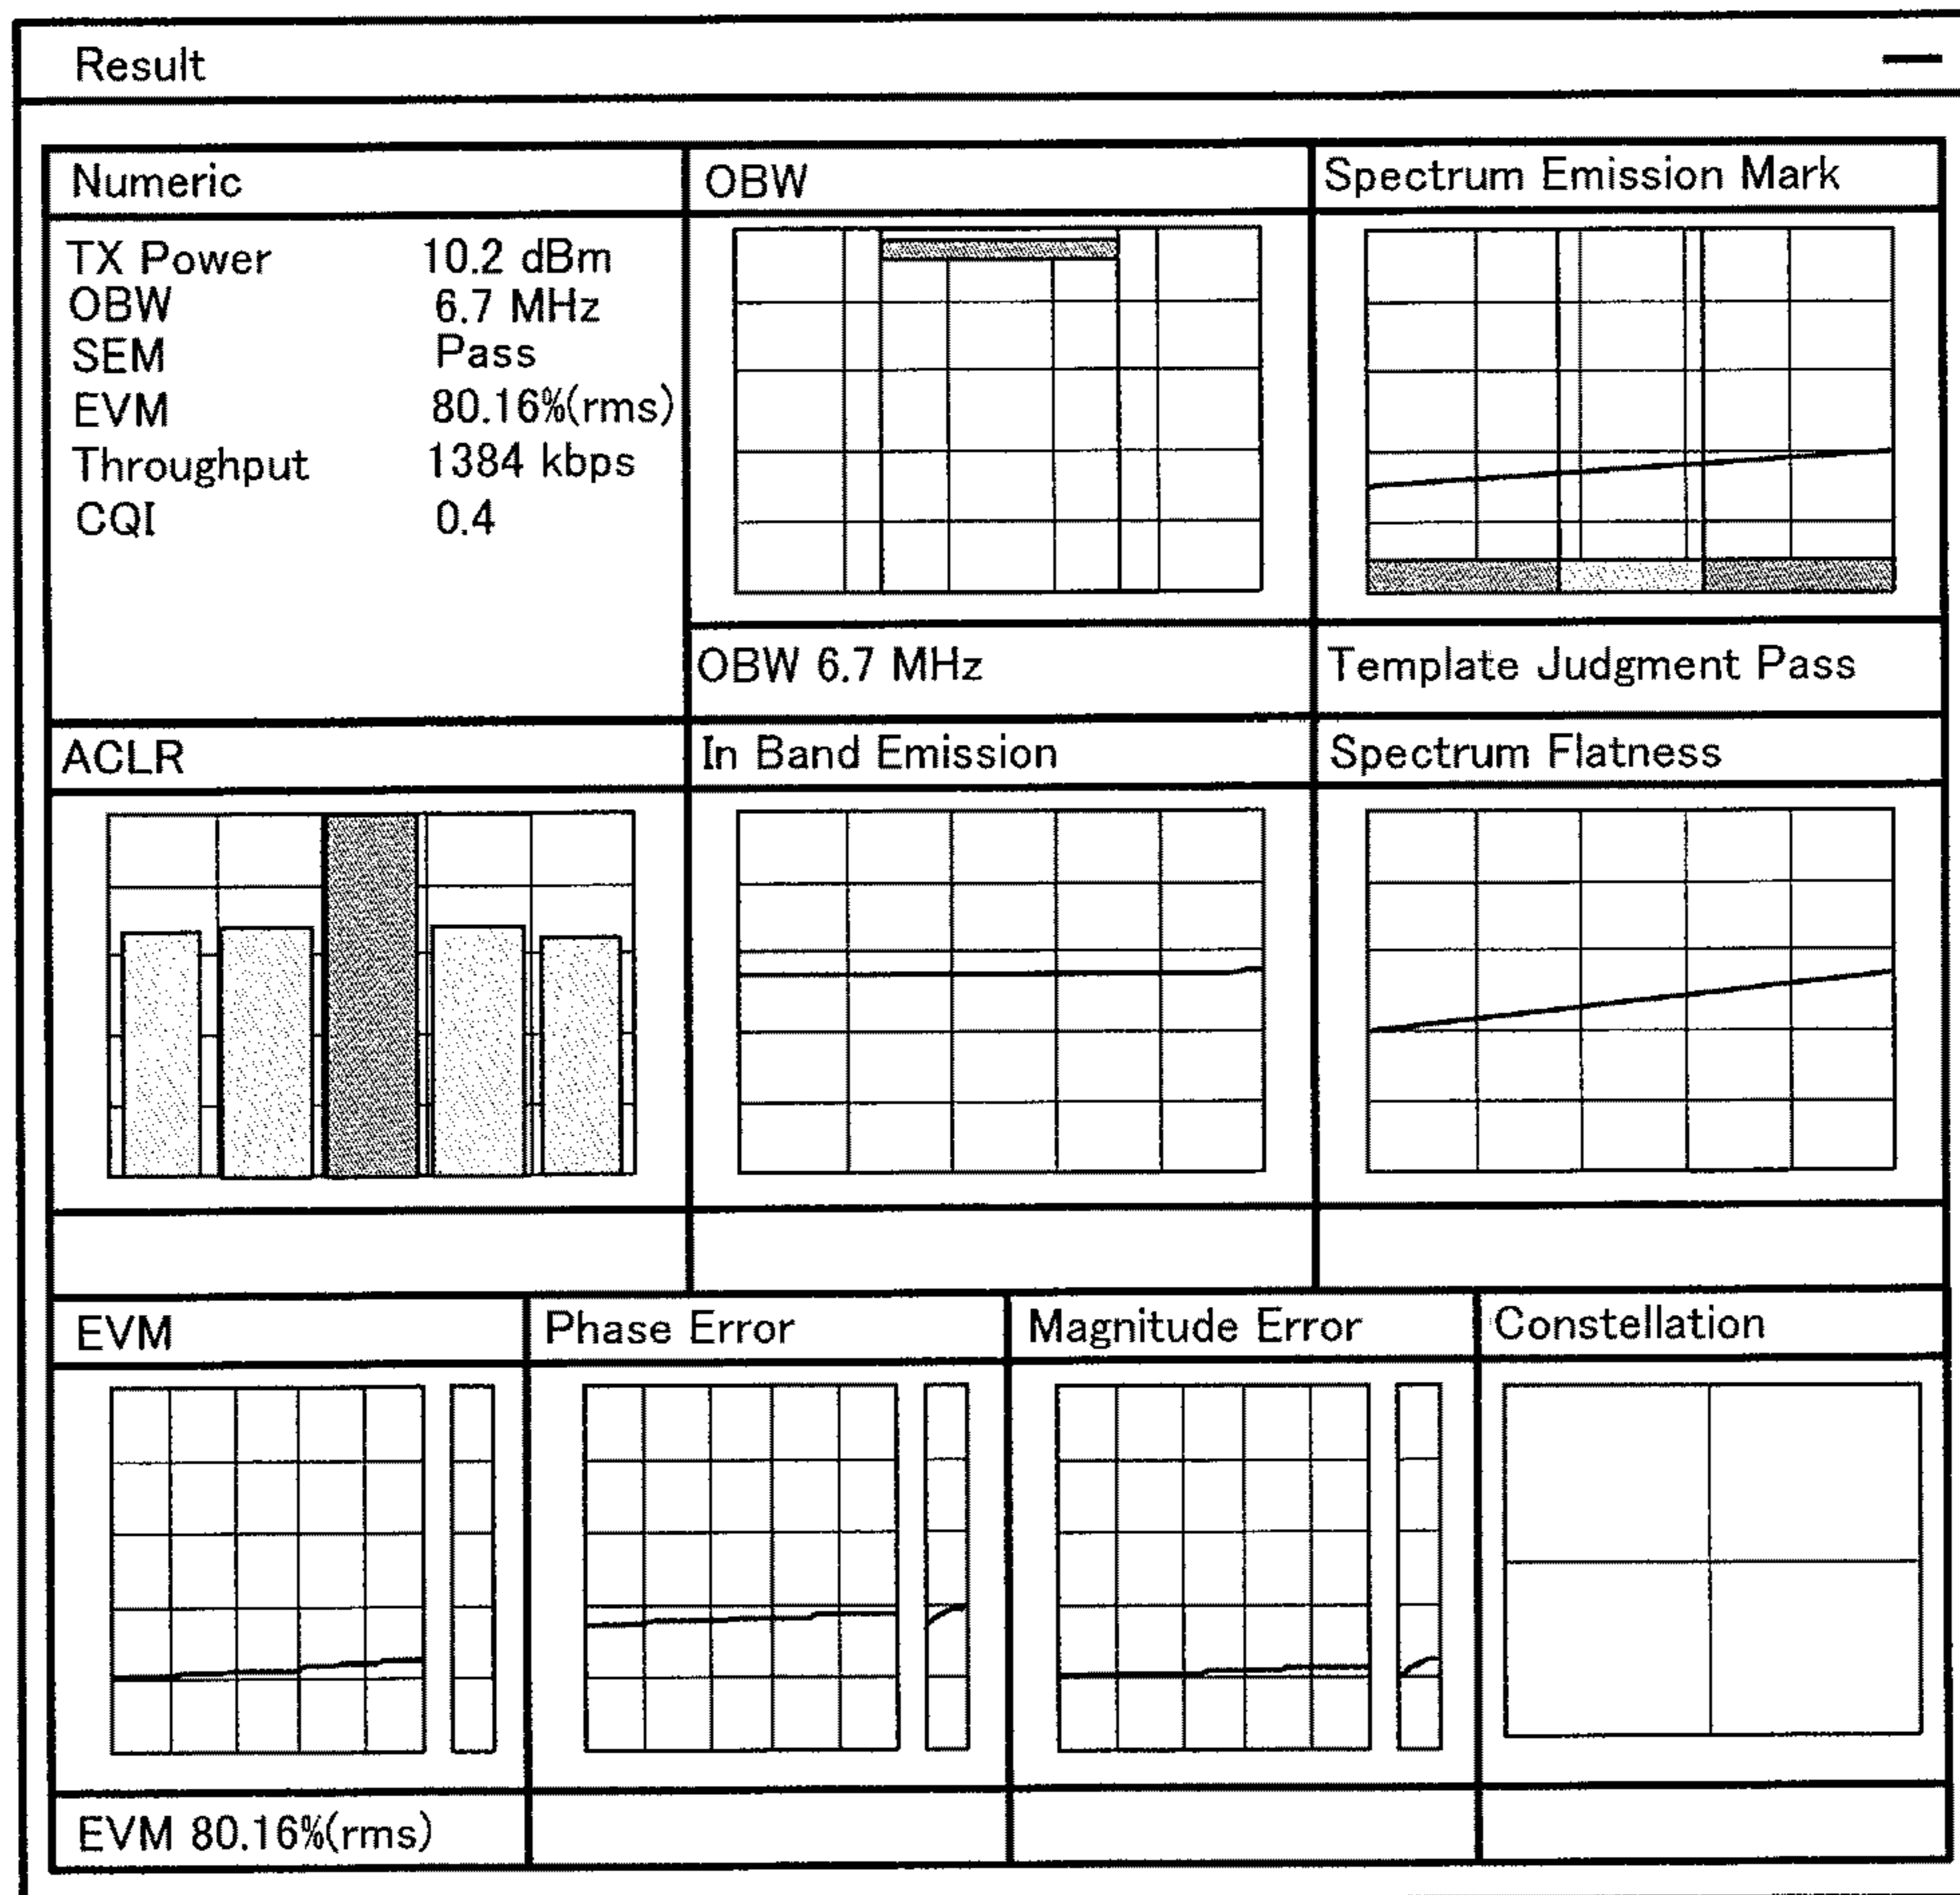 Result
Numeric
TX Power 10.2 dBm
OBW 6.7 MHz
SEM Pass
EVM 80.16%(rms)
Throughput 1384 kbps
CQI 0.4
OBW
OBW 6.7 MHz
Spectrum Emission Mark
Template Judgment Pass
ACLR
In Band Emission
Spectrum Flatness
EVM
EVM 80.16%(rms)
Phase Error
Magnitude Error
Constellation